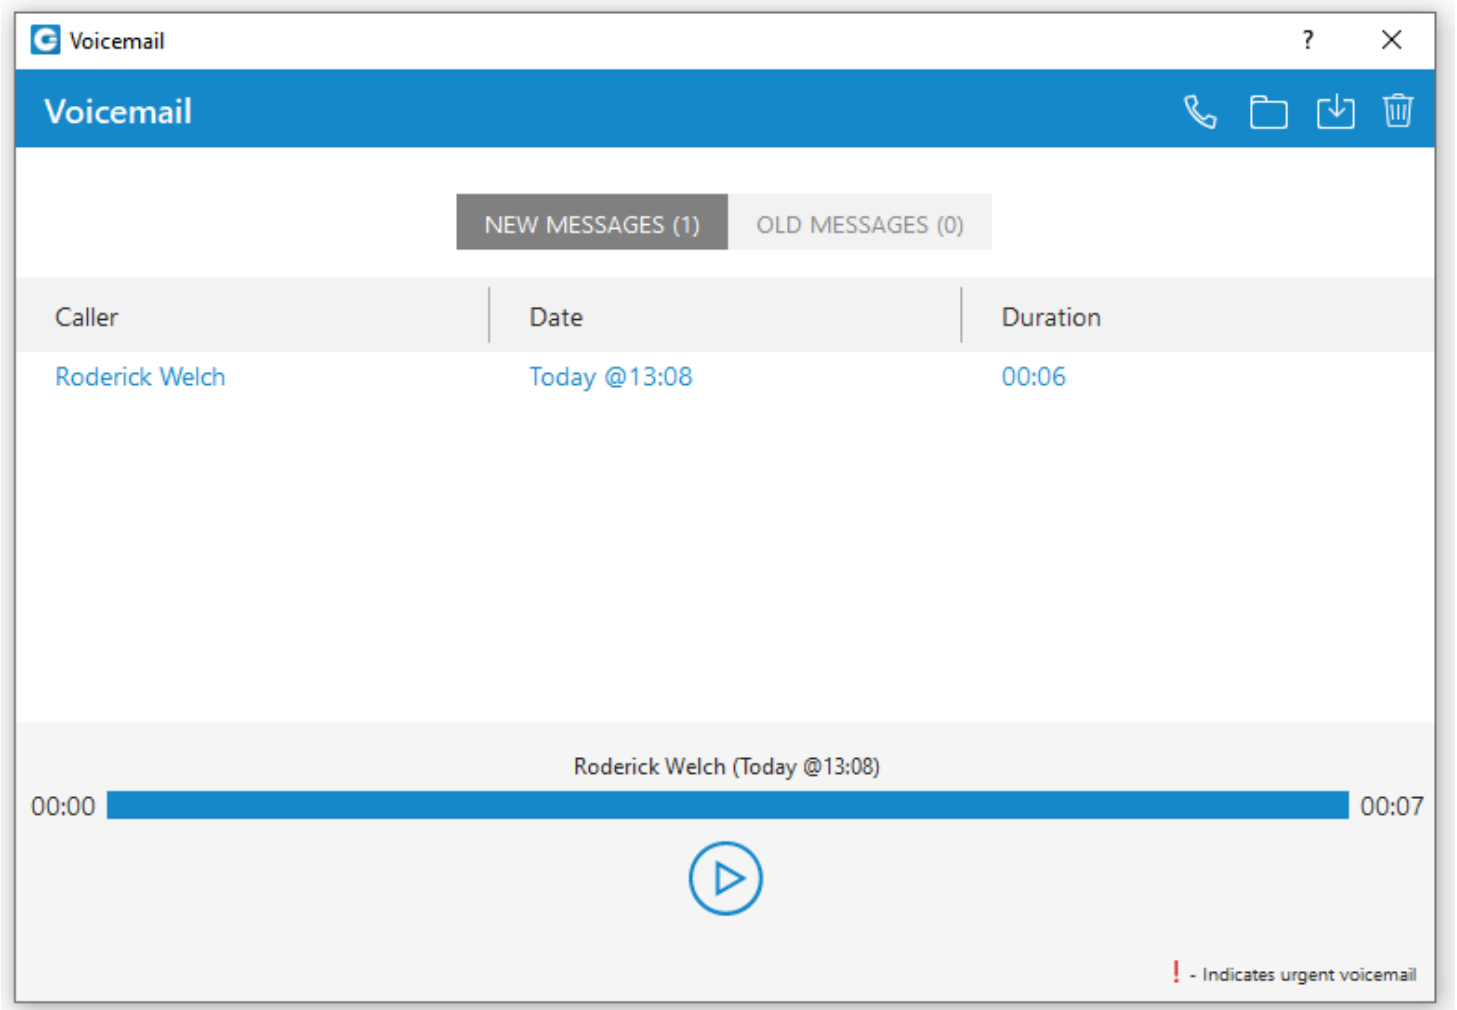 Voicemail
?
Voicemail
NEW MESSAGES (1) OLD MESSAGES (0)
Caller Date Duration
Roderick Welch Today @13:08 00:06
Roderick Welch (Today @13:08)
00:00 00:07
! - Indicates urgent voicemail